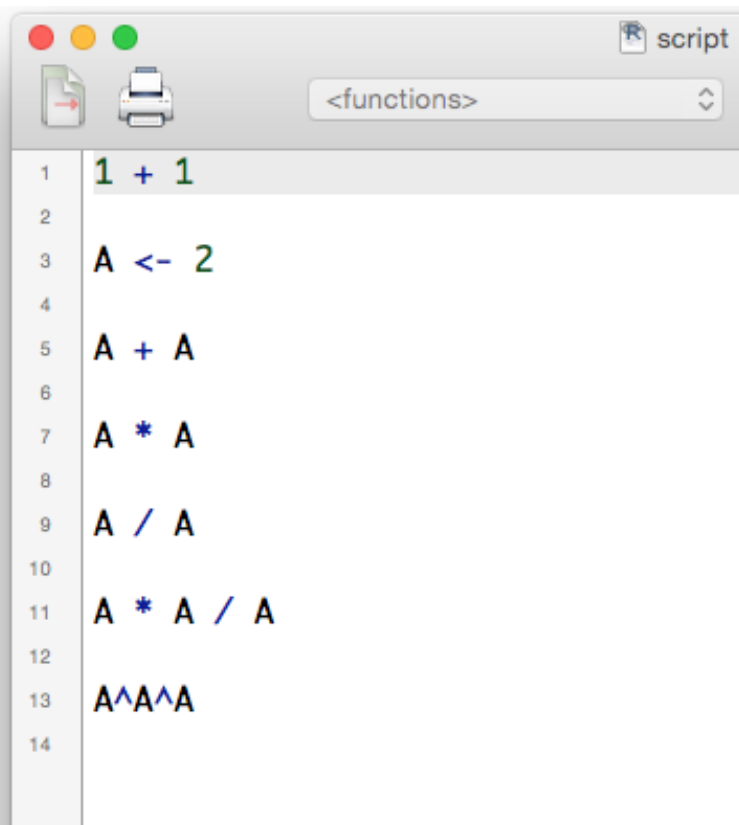 script
<functions>
1 1 + 1
2
3 A <- 2
4
5 A + A
6
7 A * A
8
9 A / A
10
11 A * A / A
12
13 A^A^A
14